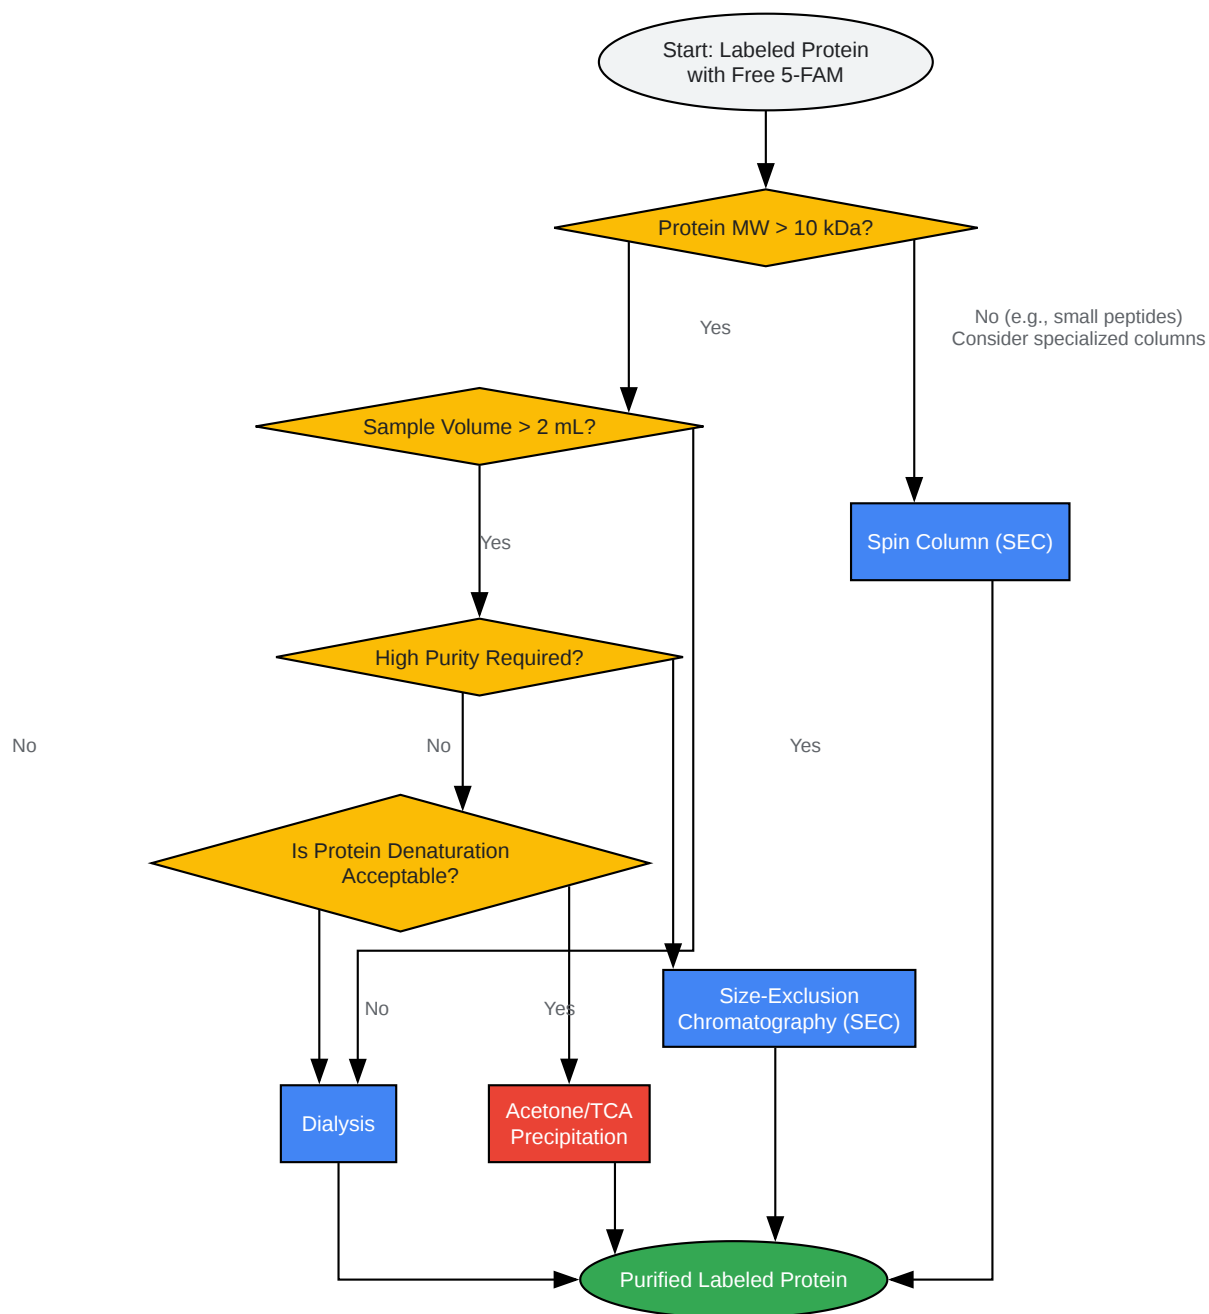 Start: Labeled Protein
with Free 5-FAM
Protein MW > 10 kDa?
Yes
No (e.g., small peptides)
Consider specialized columns
Sample Volume > 2 mL?
Yes
Spin Column (SEC)
High Purity Required?
No
No
Yes
Is Protein Denaturation
Acceptable?
No
Yes
Size-Exclusion
Chromatography (SEC)
Dialysis
Acetone/TCA
Precipitation
Purified Labeled Protein